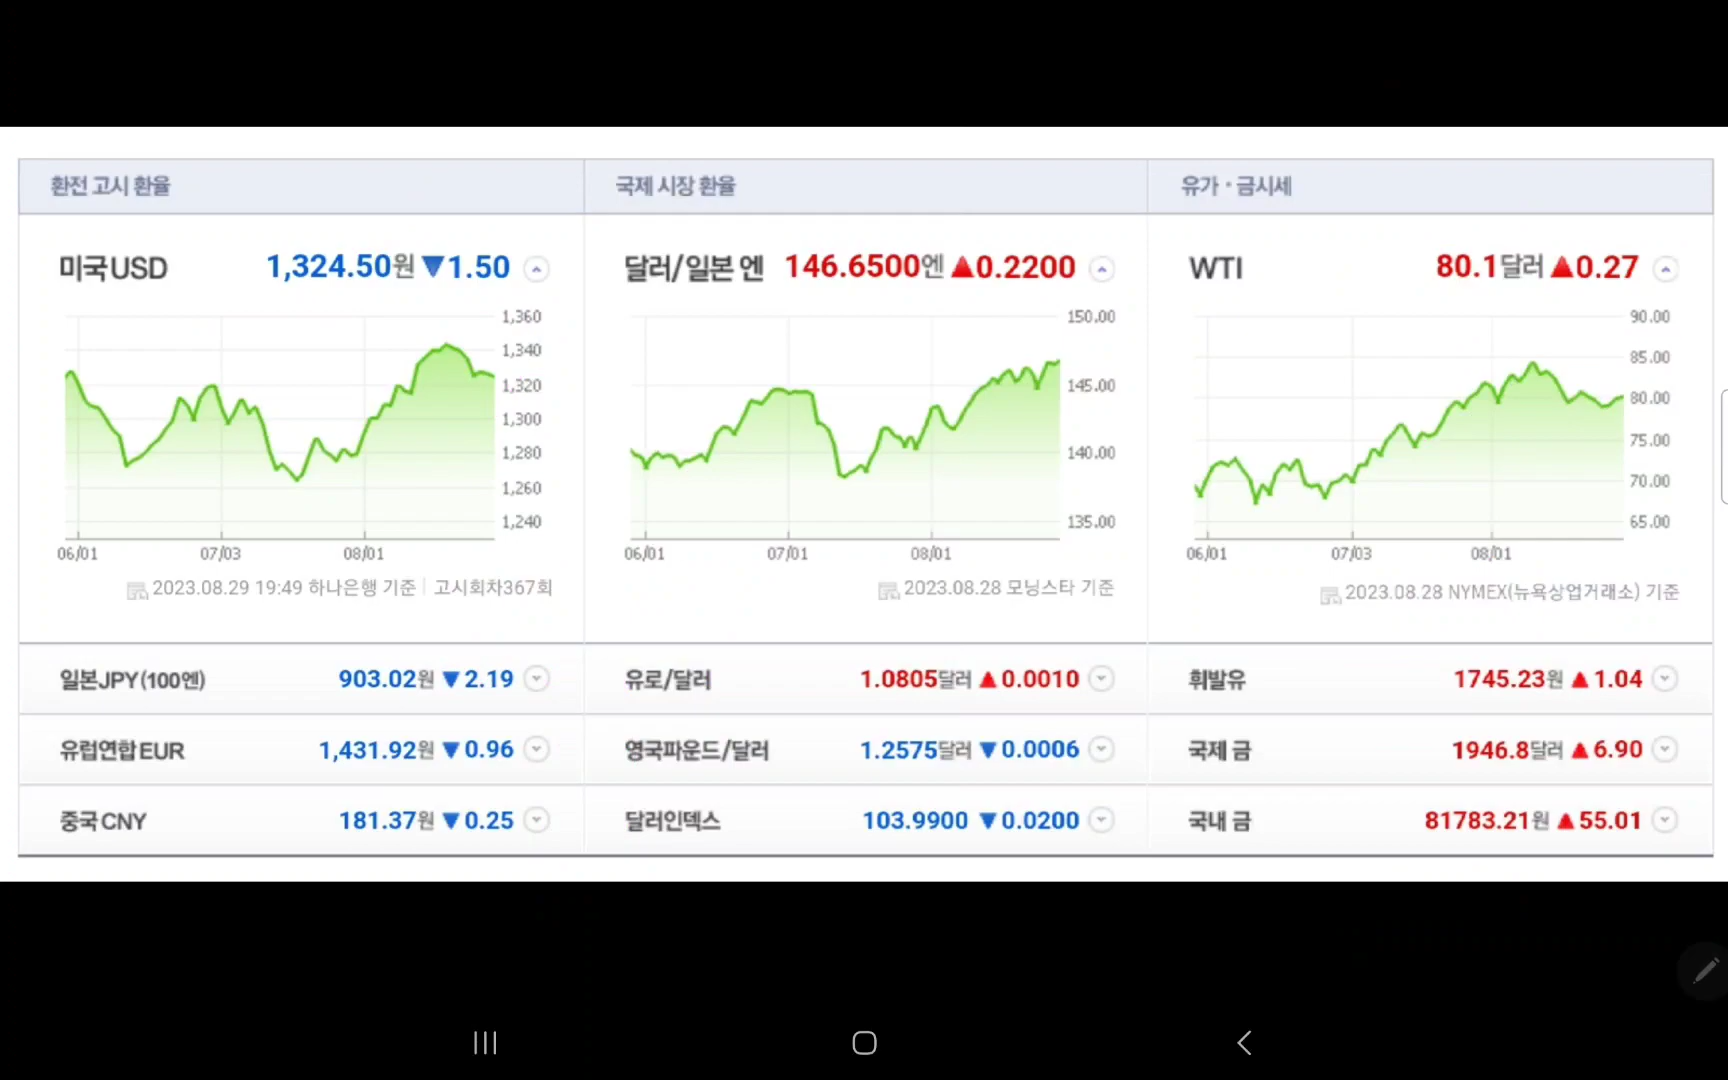 환전 고시 환율
국제 시장 환율
유가·금시세
미국 USD 1,324.50원 ▼1.50
1,360
1,340
1,320
1,300
1,280
1,260
1,240
06/01 07/03 08/01
2023.08.29 19:49 하나은행 기준 고시회차367회
달러/일본 엔 146.6500엔 ▲0.2200
150.00
145.00
140.00
135.00
06/01 07/01 08/01
2023.08.28 모닝스타 기준
WTI 80.1달러 ▲0.27
90.00
85.00
80.00
75.00
70.00
65.00
06/01 07/03 08/01
2023.08.28 NYMEX(뉴욕상업거래소) 기준
일본 JPY(100엔) 903.02원 ▼2.19
유럽연합 EUR 1,431.92원 ▼0.96
중국 CNY 181.37원 ▼0.25
유로/달러 1.0805달러 ▲0.0010
영국파운드/달러 1.2575달러 ▼0.0006
달러인덱스 103.9900 ▼0.0200
휘발유 1745.23원 ▲1.04
국제 금 1946.8달러 ▲6.90
국내 금 81783.21원 ▲55.01